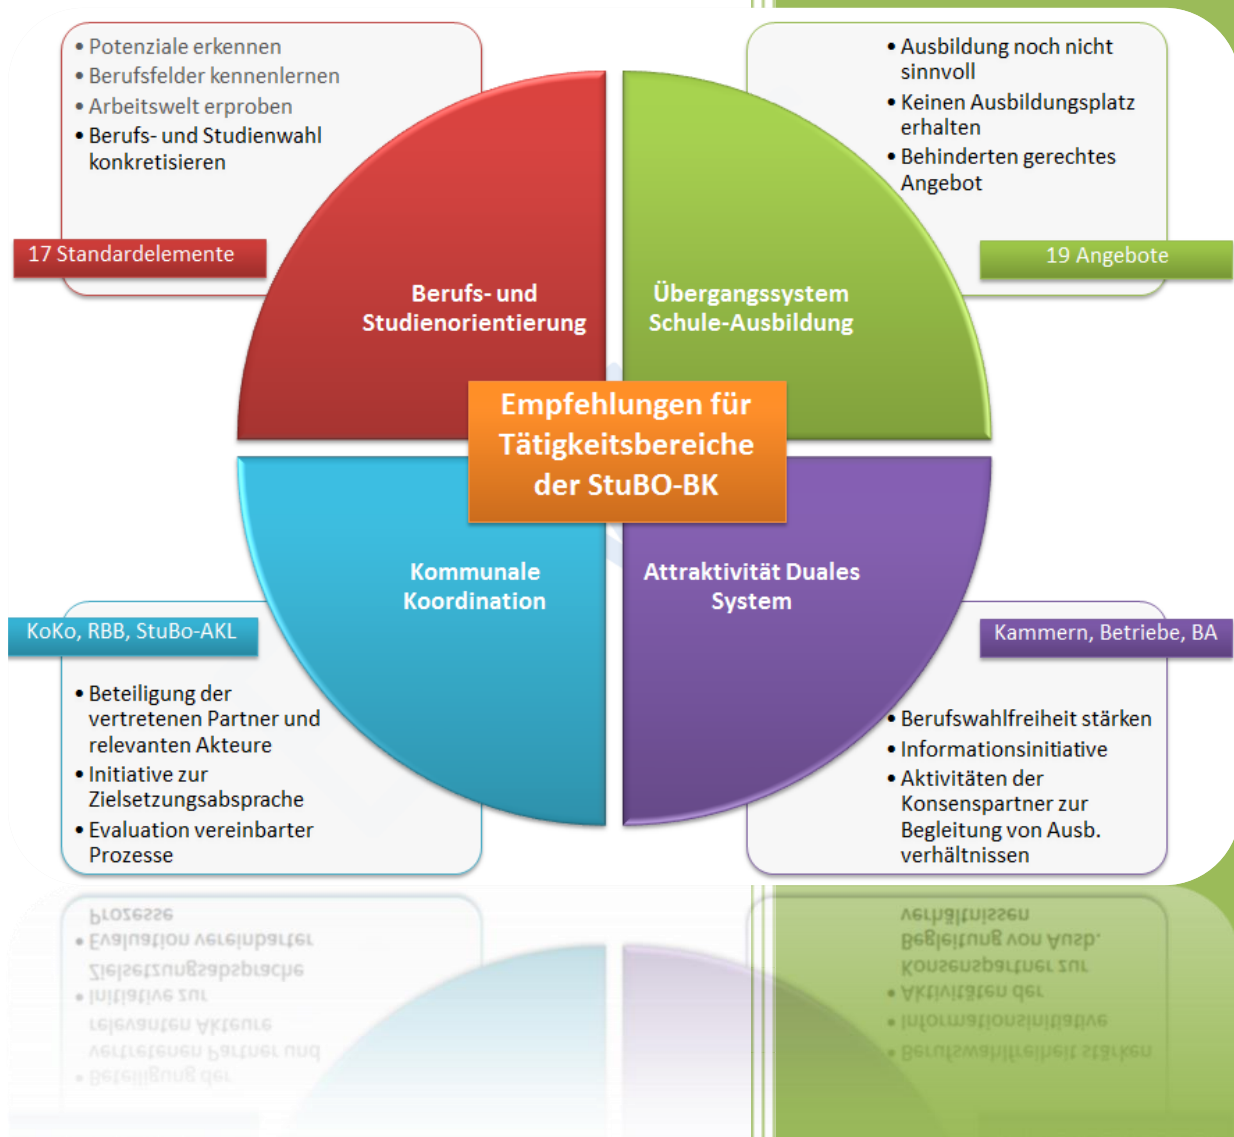 • Potenziale erkennen
• Berufsfelder kennenlernen
• Arbeitswelt erproben
• Berufs- und Studienwahl
konkretisieren
17 Standardelemente
• Ausbildung noch nicht
sinnvoll
• Keinen Ausbildungsplatz
erhalten
• Behinderten gerechtes
Angebot
19 Angebote
Berufs- und
Studienorientierung
Übergangssystem
Schule-Ausbildung
Empfehlungen für
Tätigkeitsbereiche
der StuBO-BK
Kommunale
Koordination
Attraktivität Duales
System
KoKo, RBB, StuBo-AKL
• Beteiligung der
vertretenen Partner und
relevanten Akteure
• Initiative zur
Zielsetzungsabsprache
• Evaluation vereinbarter
Prozesse
Kammern, Betriebe, BA
• Berufswahlfreiheit stärken
• Informationsinitiative
• Aktivitäten der
Konsenspartner zur
Begleitung von Ausb.
verhältnissen